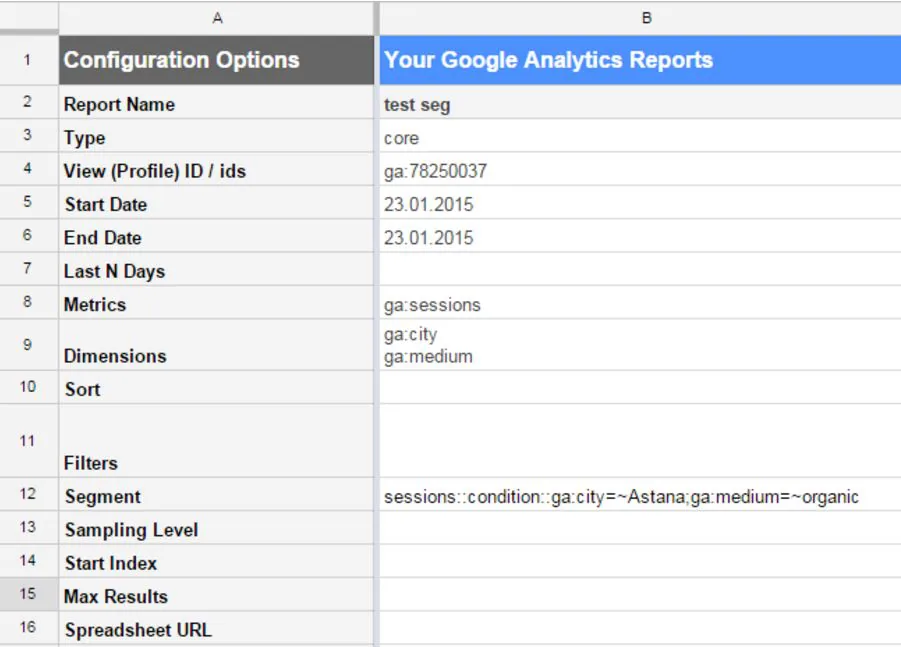 A B
1 Configuration Options Your Google Analytics Reports
2 Report Name test seg
3 Type core
4 View (Profile) ID / ids ga:78250037
5 Start Date 23.01.2015
6 End Date 23.01.2015
7 Last N Days
8 Metrics ga:sessions
9 Dimensions ga:city
ga:medium
10 Sort
11 Filters
12 Segment sessions::condition::ga:city=~Astana;ga:medium=~organic
13 Sampling Level
14 Start Index
15 Max Results
16 Spreadsheet URL